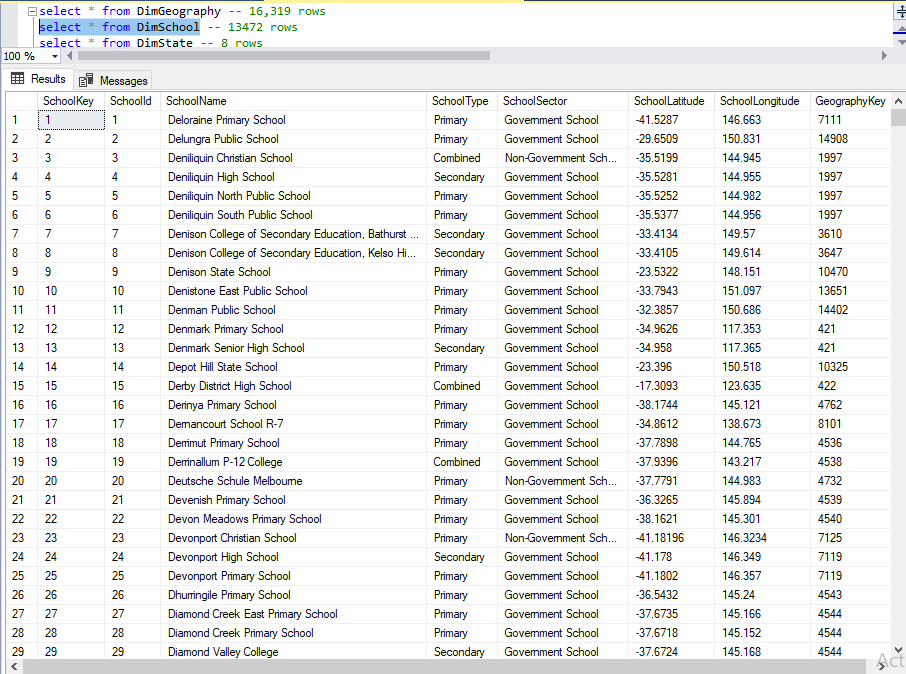 select * from DimGeography -- 16,319 rows
select * from DimSchool -- 13472 rows
select * from DimState -- 8 rows
100 %
Results Messages
SchoolKey SchoolId SchoolName SchoolType SchoolSector SchoolLatitude SchoolLongitude GeographyKey
1 1 1 Deloraine Primary School Primary Government School -41.5287 146.663 7111
2 2 2 Delungra Public School Primary Government School -29.6509 150.831 14908
3 3 3 Deniliquin Christian School Combined Non-Government Sch... -35.5199 144.945 1997
4 4 4 Deniliquin High School Secondary Government School -35.5281 144.955 1997
5 5 5 Deniliquin North Public School Primary Government School -35.5252 144.982 1997
6 6 6 Deniliquin South Public School Primary Government School -35.5377 144.956 1997
7 7 7 Denison College of Secondary Education, Bathurst ... Secondary Government School -33.4134 149.57 3610
8 8 8 Denison College of Secondary Education, Kelso Hi... Secondary Government School -33.4105 149.614 3647
9 9 9 Denison State School Primary Government School -23.5322 148.151 10470
10 10 10 Denistone East Public School Primary Government School -33.7943 151.097 13651
11 11 11 Denman Public School Primary Government School -32.3857 150.686 14402
12 12 12 Denmark Primary School Primary Government School -34.9626 117.353 421
13 13 13 Denmark Senior High School Secondary Government School -34.958 117.365 421
14 14 14 Depot Hill State School Primary Government School -23.396 150.518 10325
15 15 15 Derby District High School Combined Government School -17.3093 123.635 422
16 16 16 Derinya Primary School Primary Government School -38.1744 145.121 4762
17 17 17 Dernancourt School R-7 Primary Government School -34.8612 138.673 8101
18 18 18 Derrimut Primary School Primary Government School -37.7898 144.765 4536
19 19 19 Derrinallum P-12 College Combined Government School -37.9396 143.217 4538
20 20 20 Deutsche Schule Melbourne Primary Non-Government Sch... -37.7791 144.983 4732
21 21 21 Devenish Primary School Primary Government School -36.3265 145.894 4539
22 22 22 Devon Meadows Primary School Primary Government School -38.1621 145.301 4540
23 23 23 Devonport Christian School Primary Non-Government Sch... -41.18196 146.3234 7125
24 24 24 Devonport High School Secondary Government School -41.178 146.349 7119
25 25 25 Devonport Primary School Primary Government School -41.1802 146.357 7119
26 26 26 Dhurringile Primary School Primary Government School -36.5432 145.24 4543
27 27 27 Diamond Creek East Primary School Primary Government School -37.6735 145.166 4544
28 28 28 Diamond Creek Primary School Primary Government School -37.6718 145.152 4544
29 29 29 Diamond Valley College Secondary Government School -37.6724 145.168 4544
Act